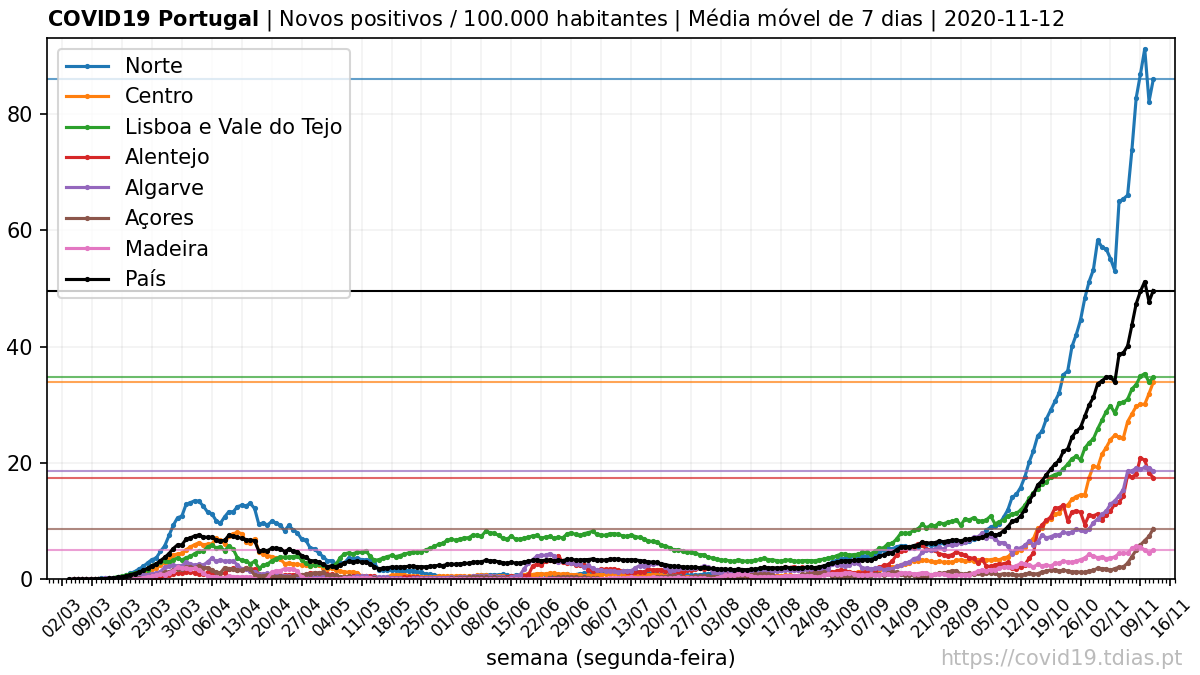 COVID19 Portugal | Novos positivos / 100.000 habitantes | Média móvel de 7 dias | 2020-11-12
Norte
Centro
Lisboa e Vale do Tejo
Alentejo
Algarve
Açores
Madeira
País
80
60
40
20
0
02/03 09/03 16/03 23/03 30/03 06/04 13/04 20/04 27/04 04/05 11/05 18/05 25/05 01/06 08/06 15/06 22/06 29/06 06/07 13/07 20/07 27/07 03/08 10/08 17/08 24/08 31/08 07/09 14/09 21/09 28/09 05/10 12/10 19/10 26/10 02/11 09/11 16/11
semana (segunda-feira)
https://covid19.tdias.pt